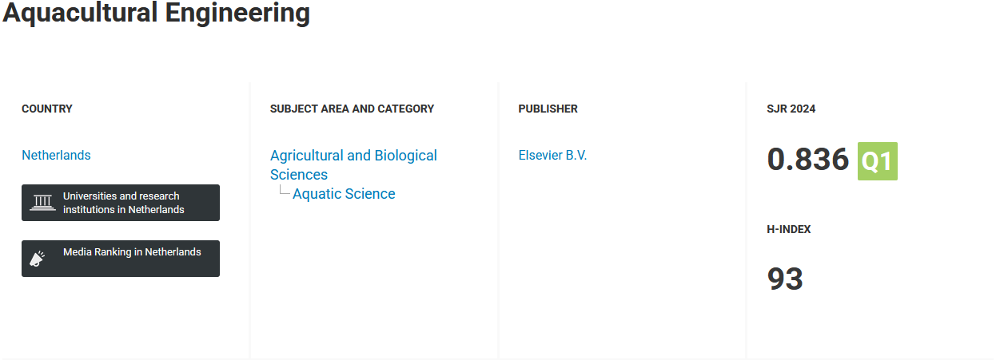 Aquacultural Engineering
COUNTRY
Netherlands
Universities and research
institutions in Netherlands
Media Ranking in Netherlands
SUBJECT AREA AND CATEGORY
Agricultural and Biological
Sciences
Aquatic Science
PUBLISHER
Elsevier B.V.
SJR 2024
0.836 Q1
H-INDEX
93